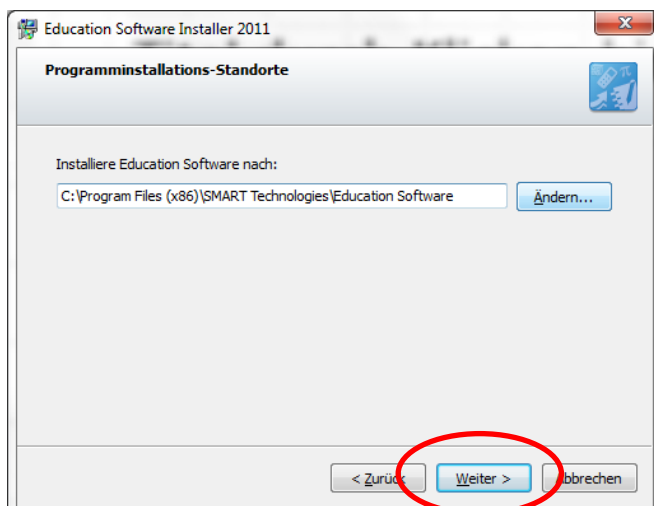 Education Software Installer 2011
Programminstallations-Standorte
Installiere Education Software nach:
C:\Program Files (x86)\SMART Technologies\Education Software
Ändern...
< Zurück
Weiter >
Abbrechen